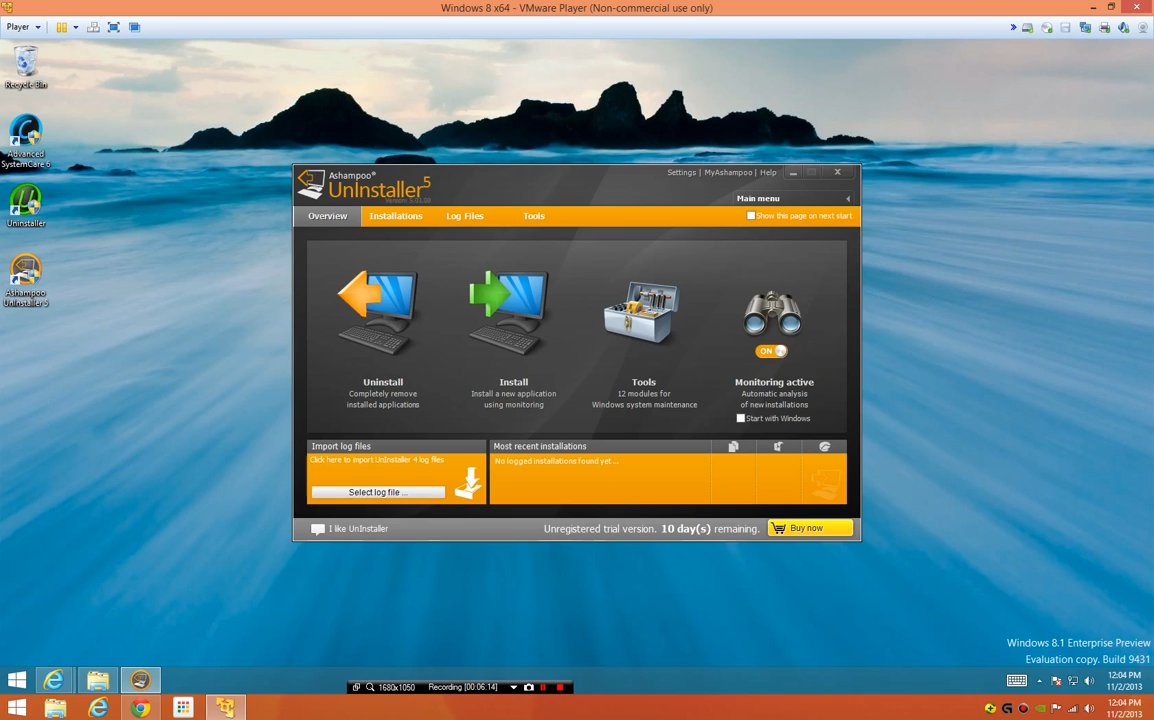 Windows 8 x64 - VMware Player (Non-commercial use only)
Player
Recycle Bin
Advanced
SystemCare 6
Uninstaller
Ashampoo
UnInstaller 5
Ashampoo®
UnInstaller5
Version: 5.03.00
Settings | MyAshampoo | Help
Main menu
Overview Installations Log Files Tools
Show this page on next start
Uninstall
Completely remove
installed applications
Install
Install a new application
using monitoring
Tools
12 modules for
Windows system maintenance
ON
Monitoring active
Automatic analysis
of new installations
Start with Windows
Import log files
Click here to import UnInstaller 4 log files
Select log file ...
Most recent installations
No logged installations found yet ...
I like UnInstaller
Unregistered trial version. 10 day(s) remaining.
Buy now
Windows 8.1 Enterprise Preview
Evaluation copy. Build 9431
1680x1050 Recording [00:06:14]
12:04 PM
11/2/2013
12:04 PM
11/2/2013